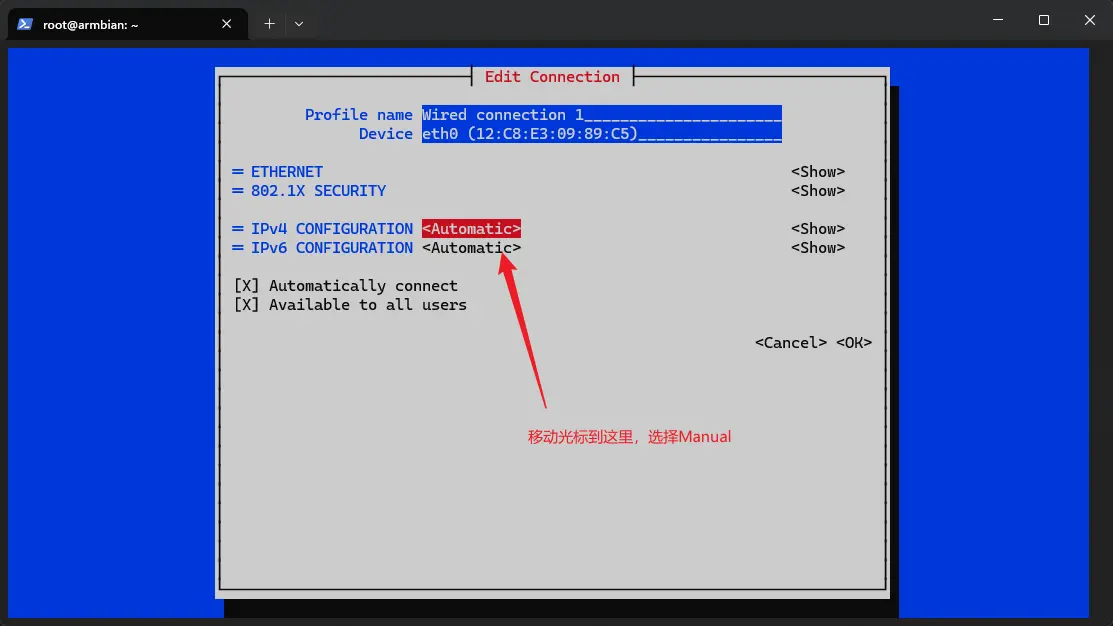 root@armbian: ~
Edit Connection
Profile name Wired connection 1______________________
Device eth0 (12:C8:E3:09:89:C5)________________
═ ETHERNET <Show>
═ 802.1X SECURITY <Show>
═ IPv4 CONFIGURATION <Automatic> <Show>
═ IPv6 CONFIGURATION <Automatic> <Show>
[X] Automatically connect
[X] Available to all users
<Cancel> <OK>
移动光标到这里，选择Manual